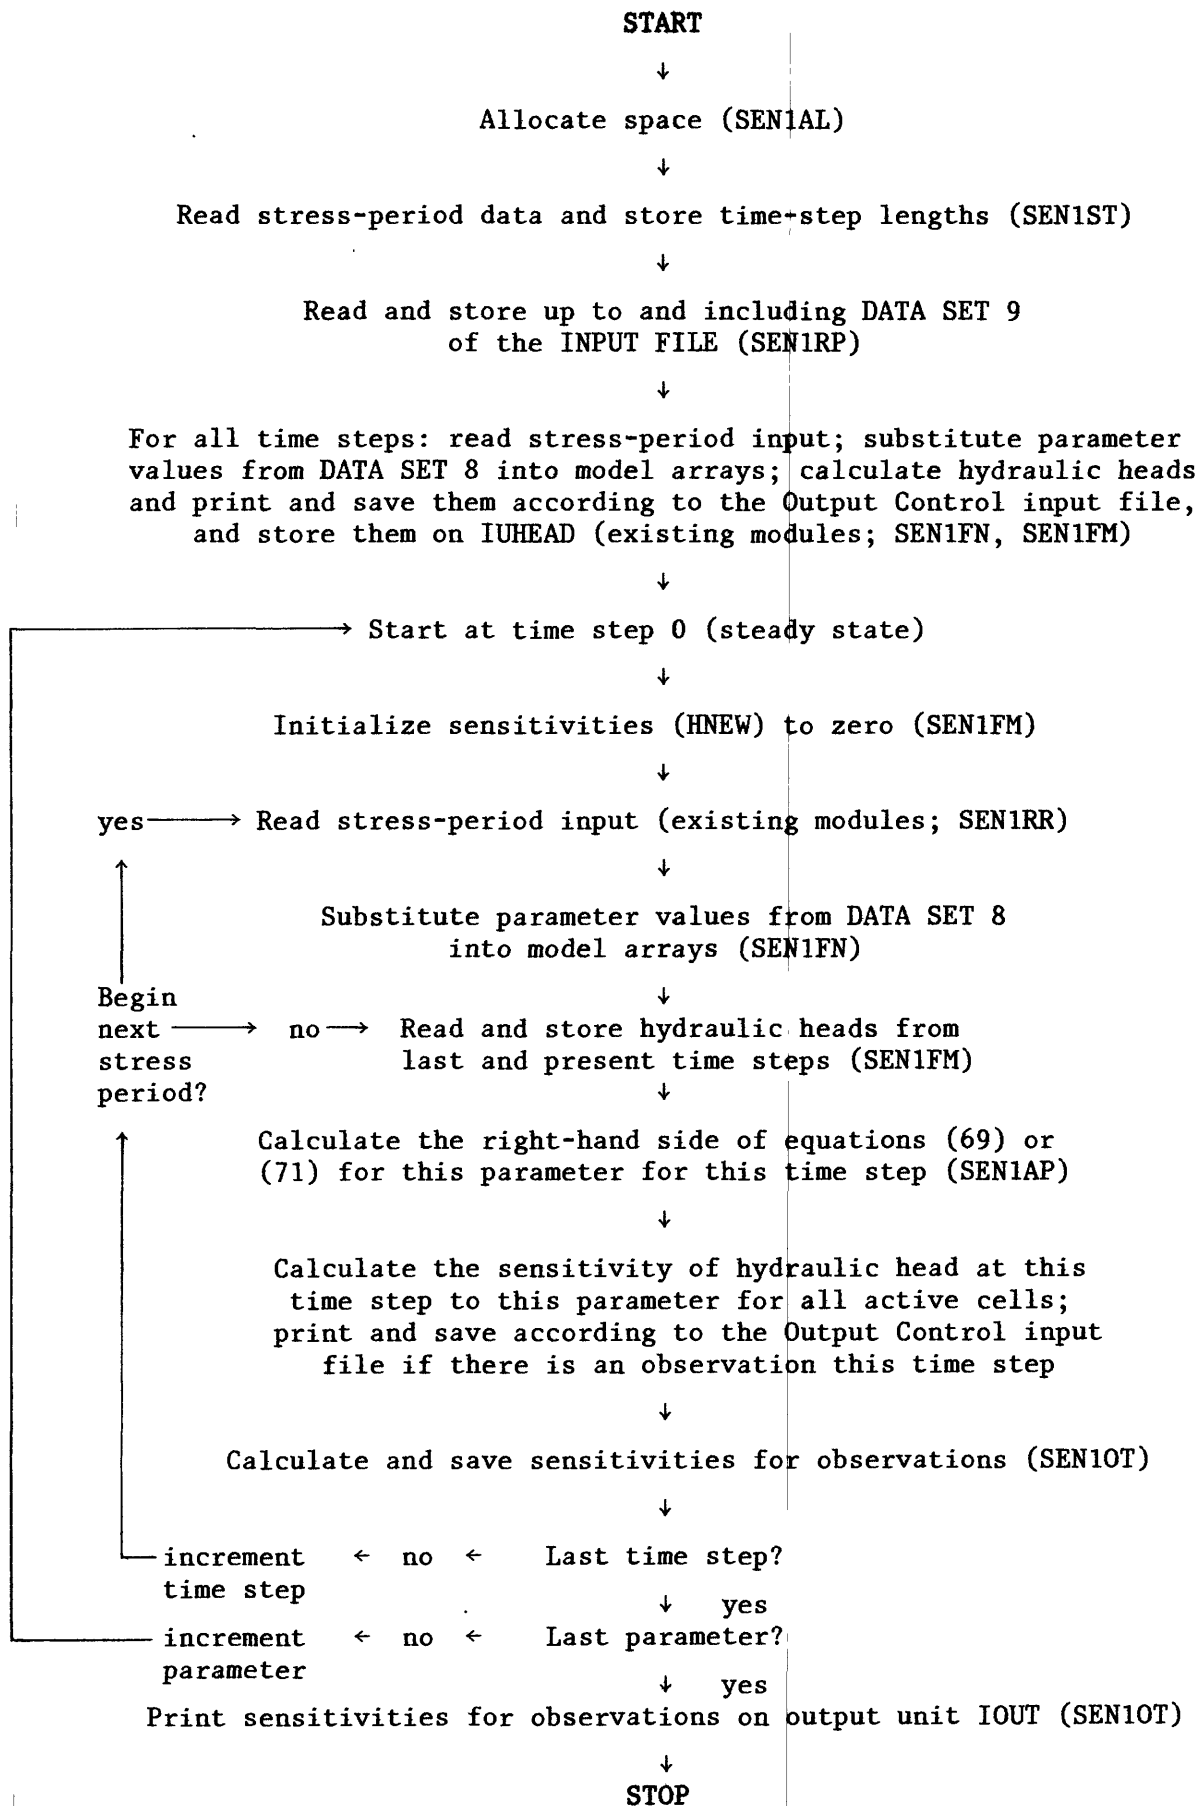 START
↓
Allocate space (SEN1AL)
↓
Read stress-period data and store time-step lengths (SEN1ST)
↓
Read and store up to and including DATA SET 9
of the INPUT FILE (SEN1RP)
↓
For all time steps: read stress-period input; substitute parameter
values from DATA SET 8 into model arrays; calculate hydraulic heads
and print and save them according to the Output Control input file,
and store them on IUHEAD (existing modules; SEN1FN, SEN1FM)
↓
→ Start at time step 0 (steady state)
↓
Initialize sensitivities (HNEW) to zero (SEN1FM)
↓
yes → Read stress-period input (existing modules; SEN1RR)
↓
Substitute parameter values from DATA SET 8
into model arrays (SEN1FN)
↓
Begin
next → no → Read and store hydraulic heads from
stress last and present time steps (SEN1FM)
period?
↓
Calculate the right-hand side of equations (69) or
(71) for this parameter for this time step (SEN1AP)
↓
Calculate the sensitivity of hydraulic head at this
time step to this parameter for all active cells;
print and save according to the Output Control input
file if there is an observation this time step
↓
Calculate and save sensitivities for observations (SEN1OT)
↓
increment ← no ← Last time step?
time step
↓ yes
increment ← no ← Last parameter?
parameter
↓ yes
Print sensitivities for observations on output unit IOUT (SEN1OT)
↓
STOP